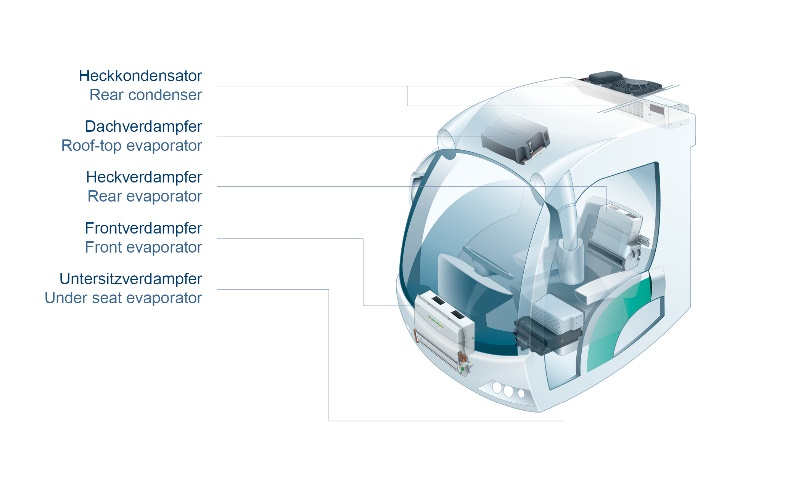 Heckkondensator
Rear condenser
Dachverdampfer
Roof-top evaporator
Heckverdampfer
Rear evaporator
Frontverdampfer
Front evaporator
Untersitzverdampfer
Under seat evaporator